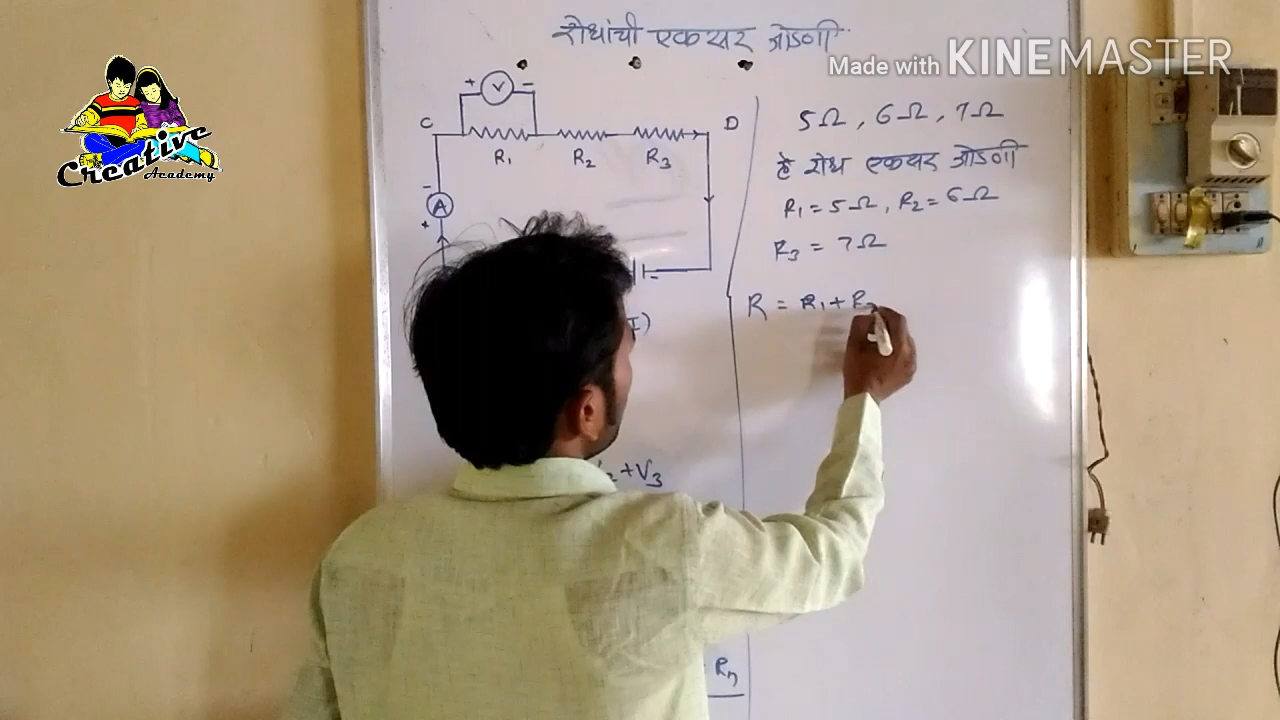 रोधांची एकसर जोडणी
Made with KINEMASTER
Creative
Academy
+ V -
C
D
R₁ R₂ R₃
-
A
+
-
I)
+V₃
Rₙ
5Ω, 6Ω, 7Ω
हे रोध एकसर जोडणी
R₁ = 5Ω, R₂ = 6Ω
R₃ = 7Ω
R = R₁ + R₂